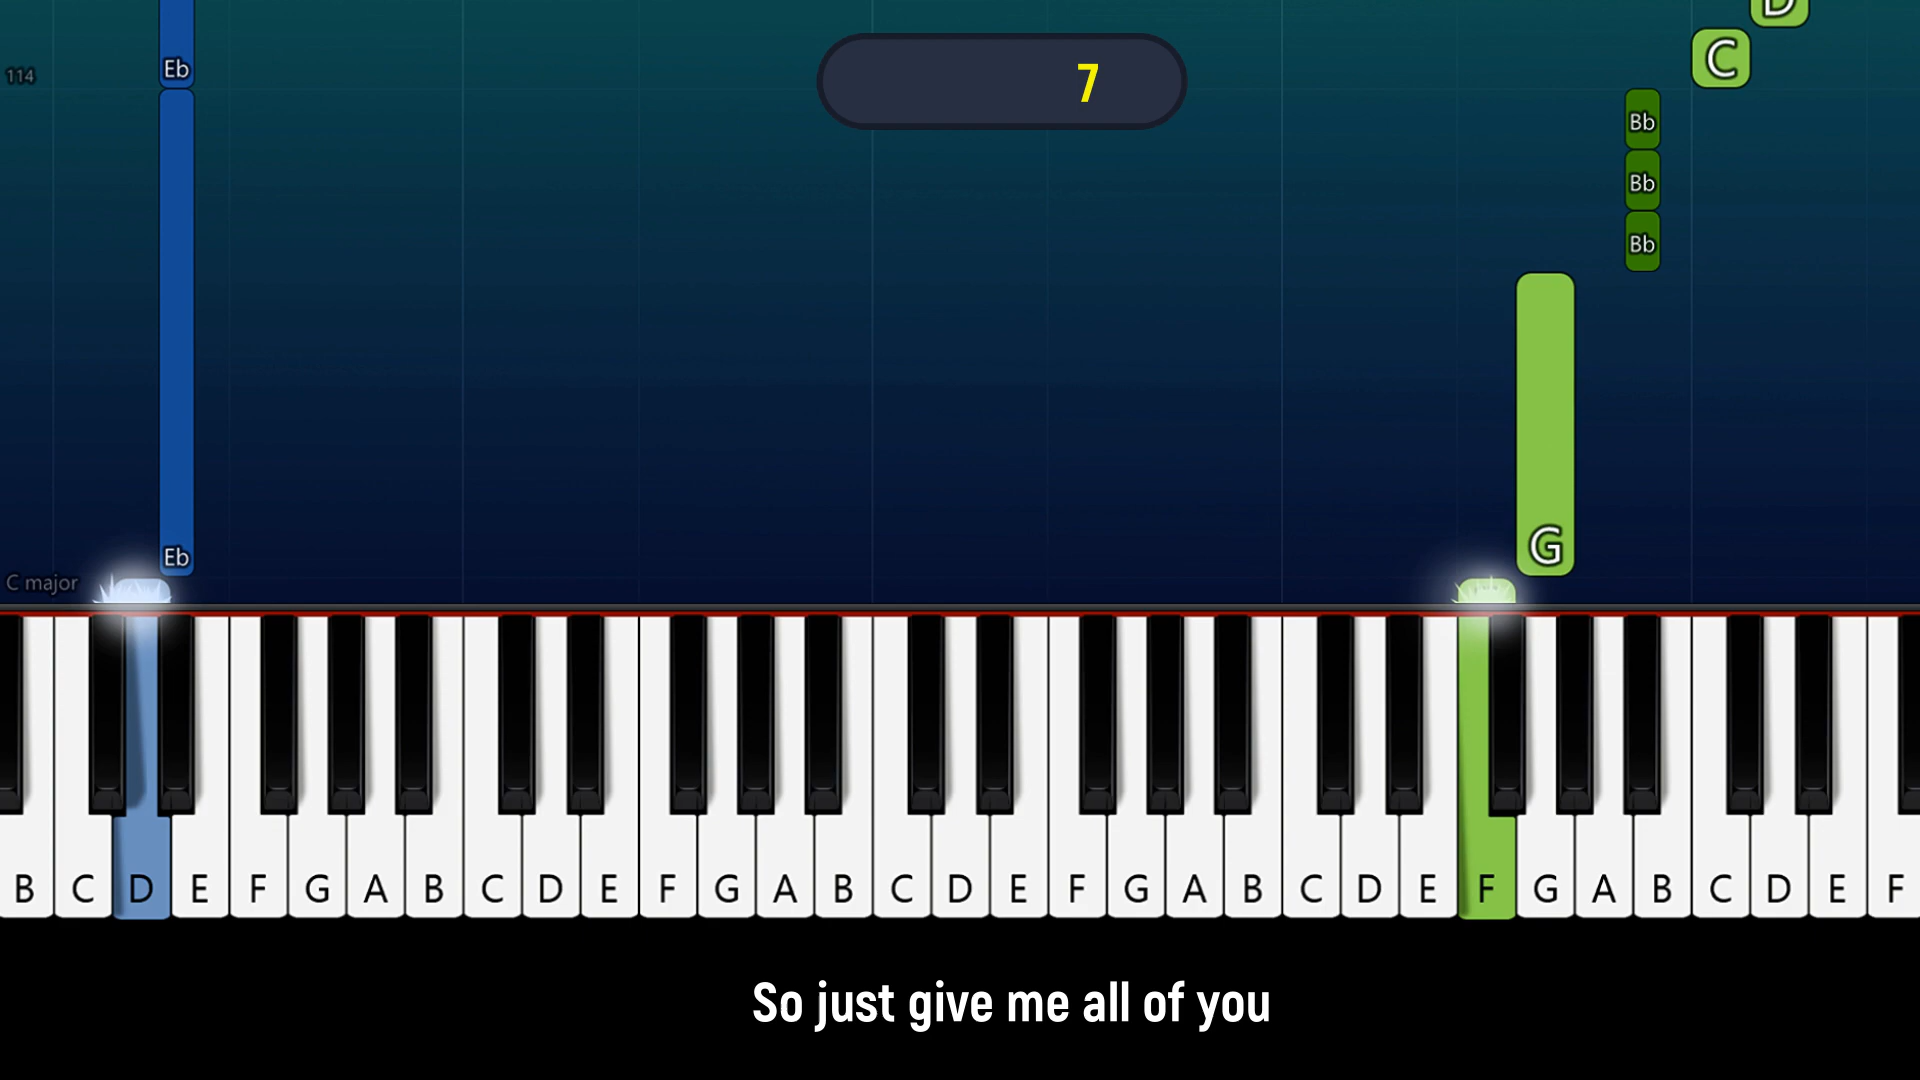 D
Eb
114
7
C
Bb
Bb
Bb
G
Eb
C major
B C D E F G A B C D E F G A B C D E F G A B C D E F G A B C D E F
So just give me all of you